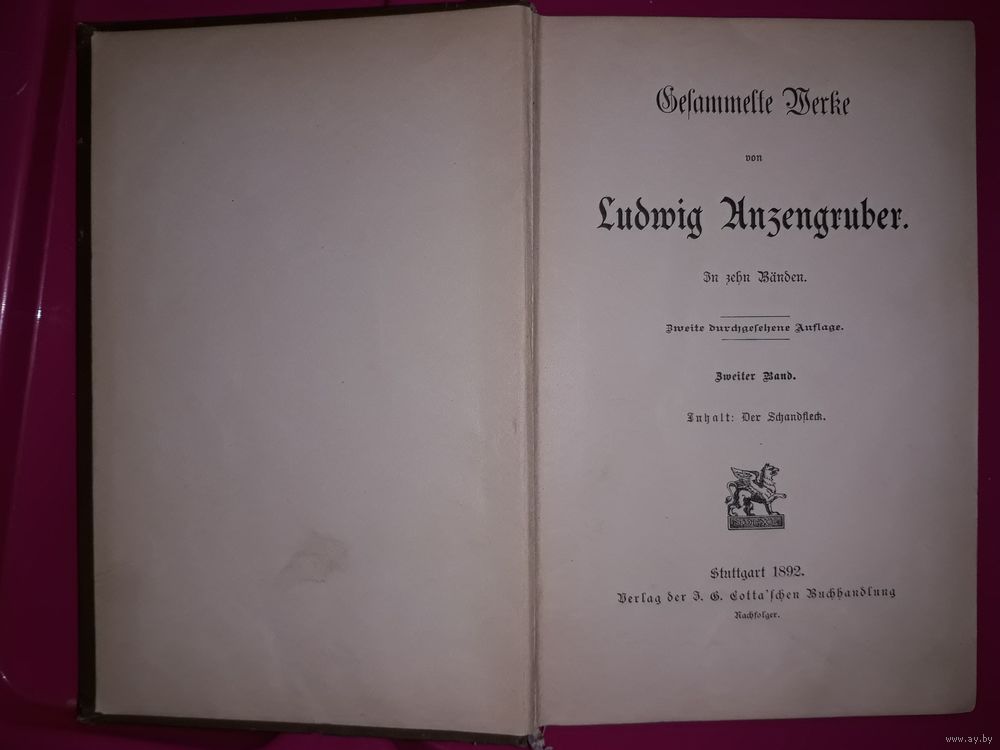 Gesammelte Werke
von
Ludwig Anzengruber.
In zehn Bänden.
Zweite durchgesehene Auflage.
Zweiter Band.
Inhalt: Der Schandfleck.
Stuttgart 1892.
Verlag der J. G. Cotta'schen Buchhandlung
Nachfolger.
www.ay.by